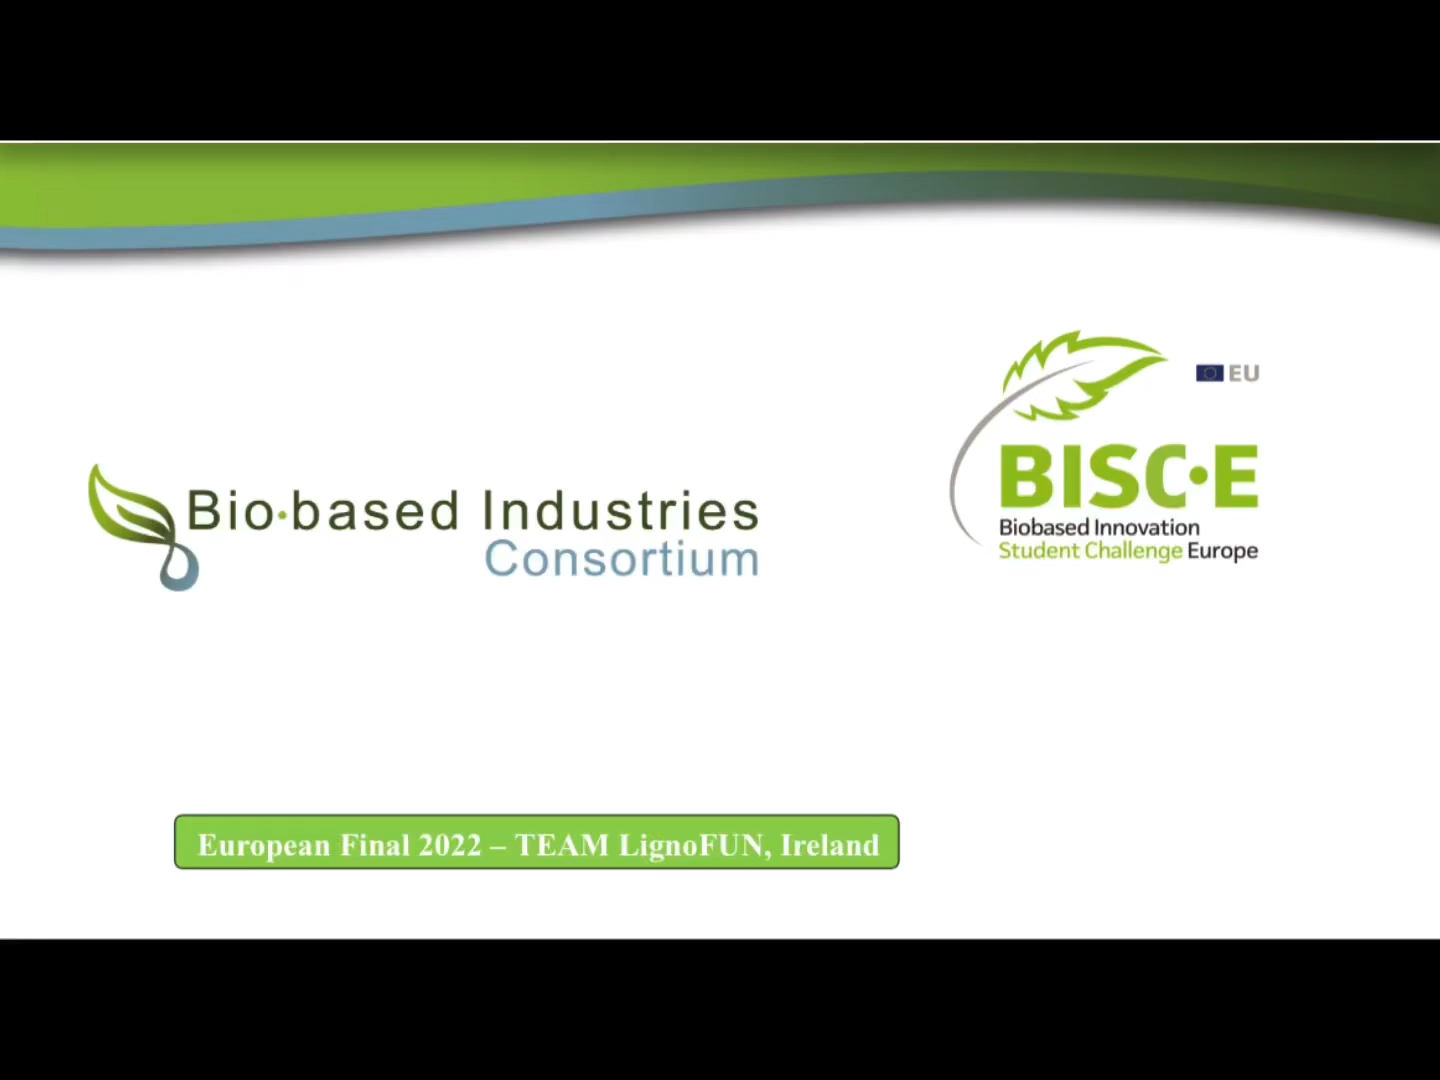 EU
BISC·E
Bio·based Industries
Consortium
Biobased Innovation
Student Challenge Europe
European Final 2022 – TEAM LignoFUN, Ireland